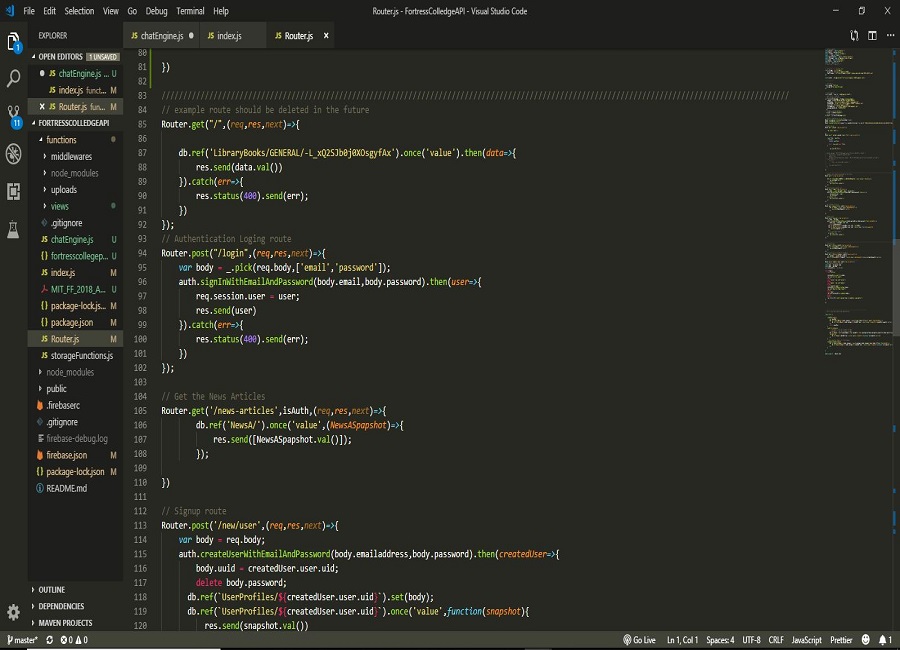 File Edit Selection View Go Debug Terminal Help
Router.js - FortressColledgeAPI - Visual Studio Code
EXPLORER
JS chatEngine.js
JS index.js
JS Router.js ×
OPEN EDITORS 1 UNSAVED
JS chatEngine.js ... U
JS index.js funct... M
× JS Router.js fun... M
FORTRESSCOLLEDGEAPI
functions
middlewares
node_modules
uploads
views
.gitignore
JS chatEngine.js U
{} fortresscollegep... U
JS index.js M
MIT_FF_2018_A... U
{} package-lock.js... M
{} package.json M
JS Router.js M
JS storageFunctions.js
node_modules
public
.firebaserc
.gitignore
firebase-debug.log
firebase.json M
{} package-lock.json M
README.md
OUTLINE
DEPENDENCIES
MAVEN PROJECTS
1
11
80
81 })
82
83 ////////////////////////////////////////////////////////////////////////////////////////////////////////////////////////////////////////////////
84 // example route should be deleted in the future
85 Router.get("/",(req,res,next)=>{
86
87 db.ref('LibraryBooks/GENERAL/-L_xQ2SJb0j0XOsgyfAx').once('value').then(data=>{
88 res.send(data.val())
89 }).catch(err=>{
90 res.status(400).send(err);
91 })
92 });
93 // Authentication Loging route
94 Router.post("/login",(req,res,next)=>{
95 var body = _.pick(req.body,['email','password']);
96 auth.signInWithEmailAndPassword(body.email,body.password).then(user=>{
97 req.session.user = user;
98 res.send(user)
99 }).catch(err=>{
100 res.status(400).send(err);
101 })
102 });
103
104 // Get the News Articles
105 Router.get('/news-articles',isAuth,(req,res,next)=>{
106 db.ref('NewsA/').once('value',(NewsASpapshot)=>{
107 res.send([NewsASpapshot.val()]);
108 });
109
110 })
111
112 // Signup route
113 Router.post('/new/user',(req,res,next)=>{
114 var body = req.body;
115 auth.createUserWithEmailAndPassword(body.emailaddress,body.password).then(createdUser=>{
116 body.uuid = createdUser.user.uid;
117 delete body.password;
118 db.ref(`UserProfiles/${createdUser.user.uid}`).set(body);
119 db.ref(`UserProfiles/${createdUser.user.uid}`).once('value',function(snapshot){
120 res.send(snapshot.val())
master* 0 0
Go Live Ln 1, Col 1 Spaces: 4 UTF-8 CRLF JavaScript Prettier 1